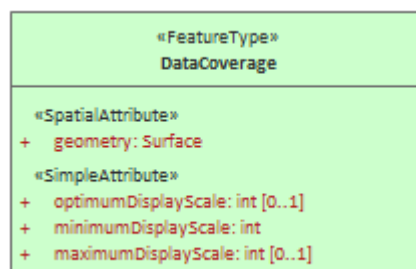 «FeatureType»
DataCoverage
«SpatialAttribute»
+ geometry: Surface
«SimpleAttribute»
+ optimumDisplayScale: int [0..1]
+ minimumDisplayScale: int
+ maximumDisplayScale: int [0..1]